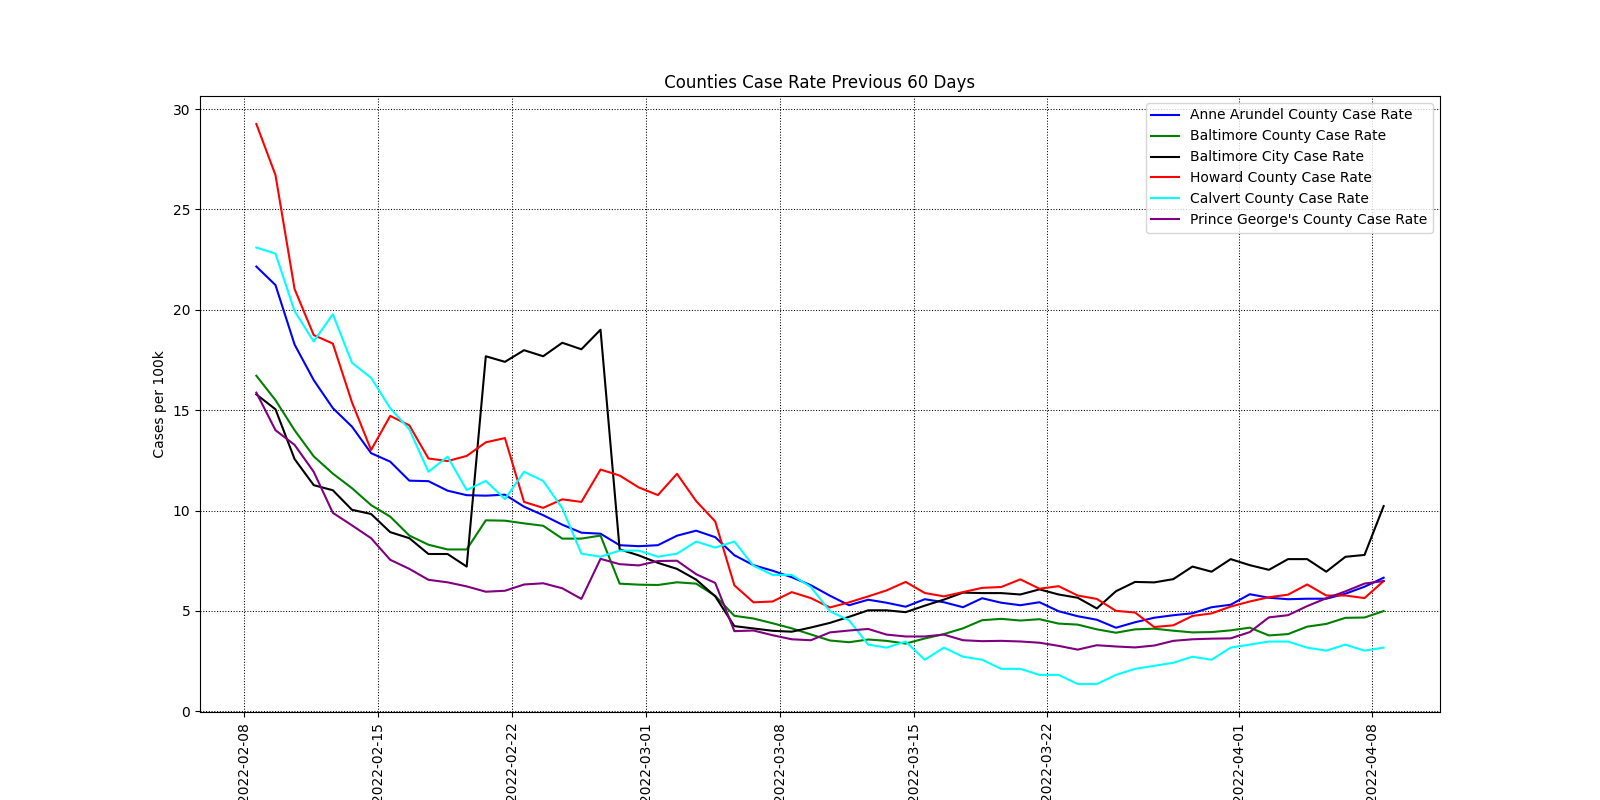 Counties Case Rate Previous 60 Days
30
25
20
15
10
5
0
Cases per 100k
Anne Arundel County Case Rate
Baltimore County Case Rate
Baltimore City Case Rate
Howard County Case Rate
Calvert County Case Rate
Prince George's County Case Rate
2022-02-08
2022-02-15
2022-02-22
2022-03-01
2022-03-08
2022-03-15
2022-03-22
2022-04-01
2022-04-08